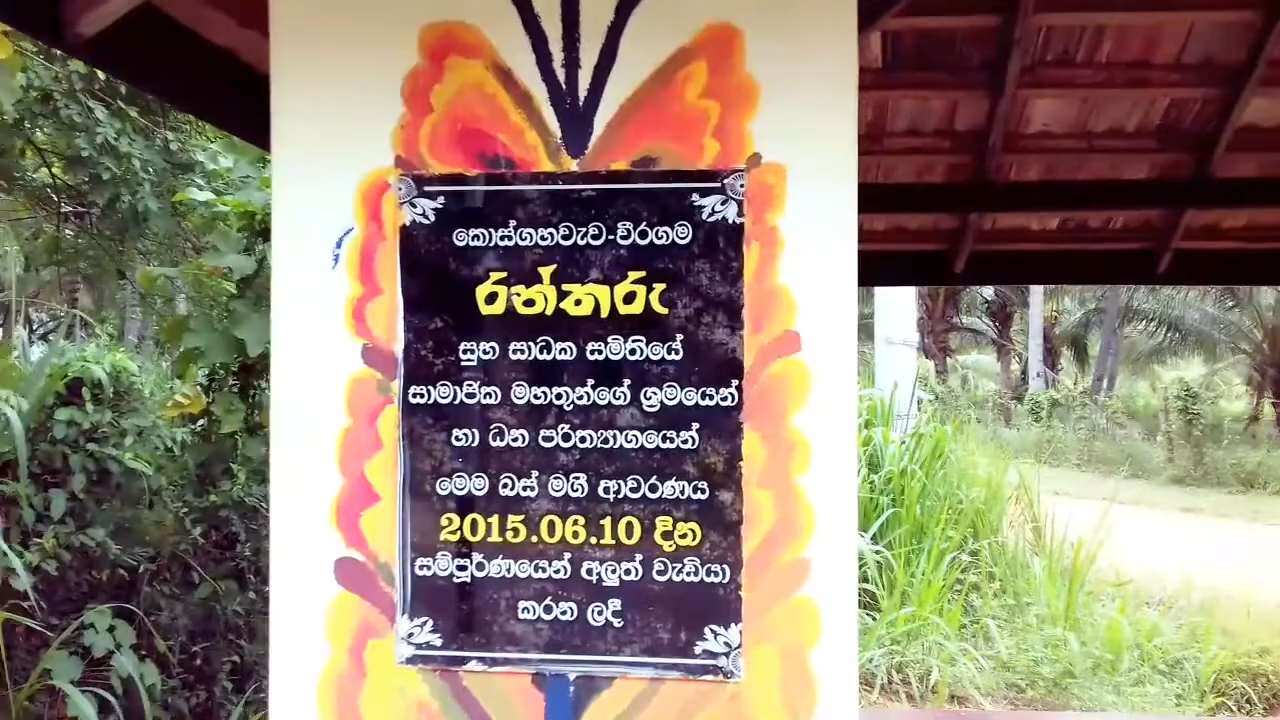 කොස්ගහවැව-වීරගම
රන්තරු
සුභ සාධක සමිතියේ
සාමාජික මහතුන්ගේ ශ්‍රමයෙන්
හා ධන පරිත්‍යාගයෙන්
මෙම බස් මගී ආවරණය
2015.06.10 දින
සම්පූර්ණයෙන් අලුත් වැඩියා
කරන ලදී